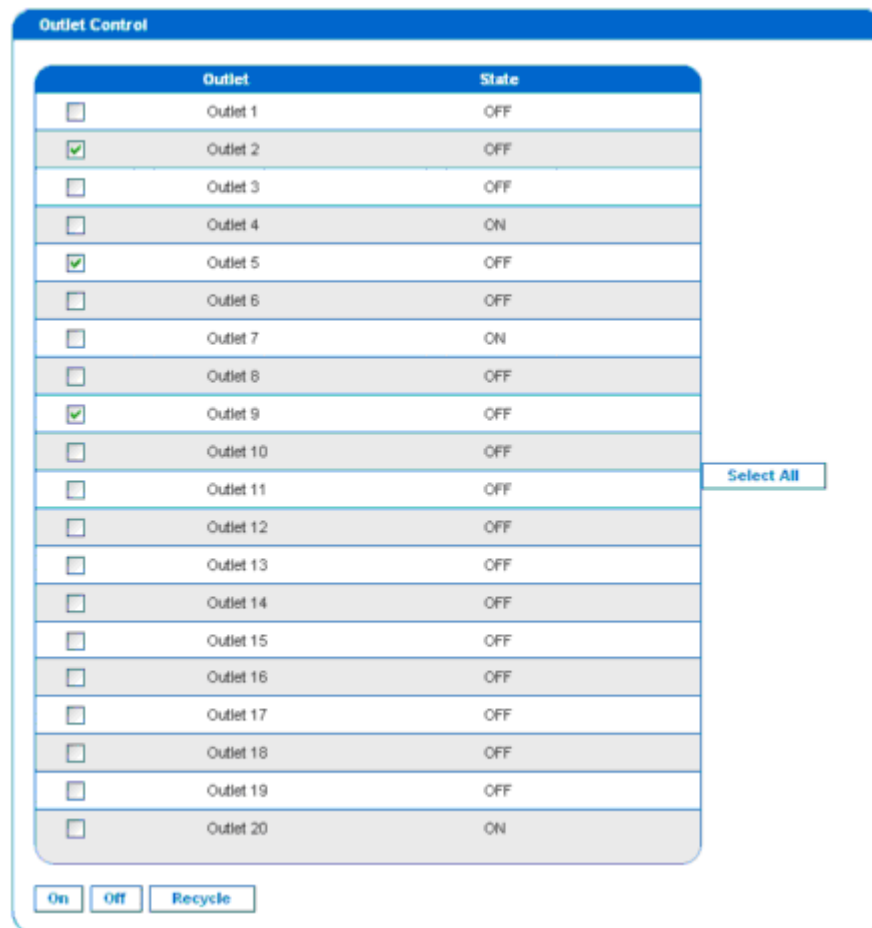 Outlet Control
Outlet State
Outlet 1 OFF
Outlet 2 OFF
Outlet 3 OFF
Outlet 4 ON
Outlet 5 OFF
Outlet 6 OFF
Outlet 7 ON
Outlet 8 OFF
Outlet 9 OFF
Outlet 10 OFF
Select All
Outlet 11 OFF
Outlet 12 OFF
Outlet 13 OFF
Outlet 14 OFF
Outlet 15 OFF
Outlet 16 OFF
Outlet 17 OFF
Outlet 18 OFF
Outlet 19 OFF
Outlet 20 ON
On Off Recycle